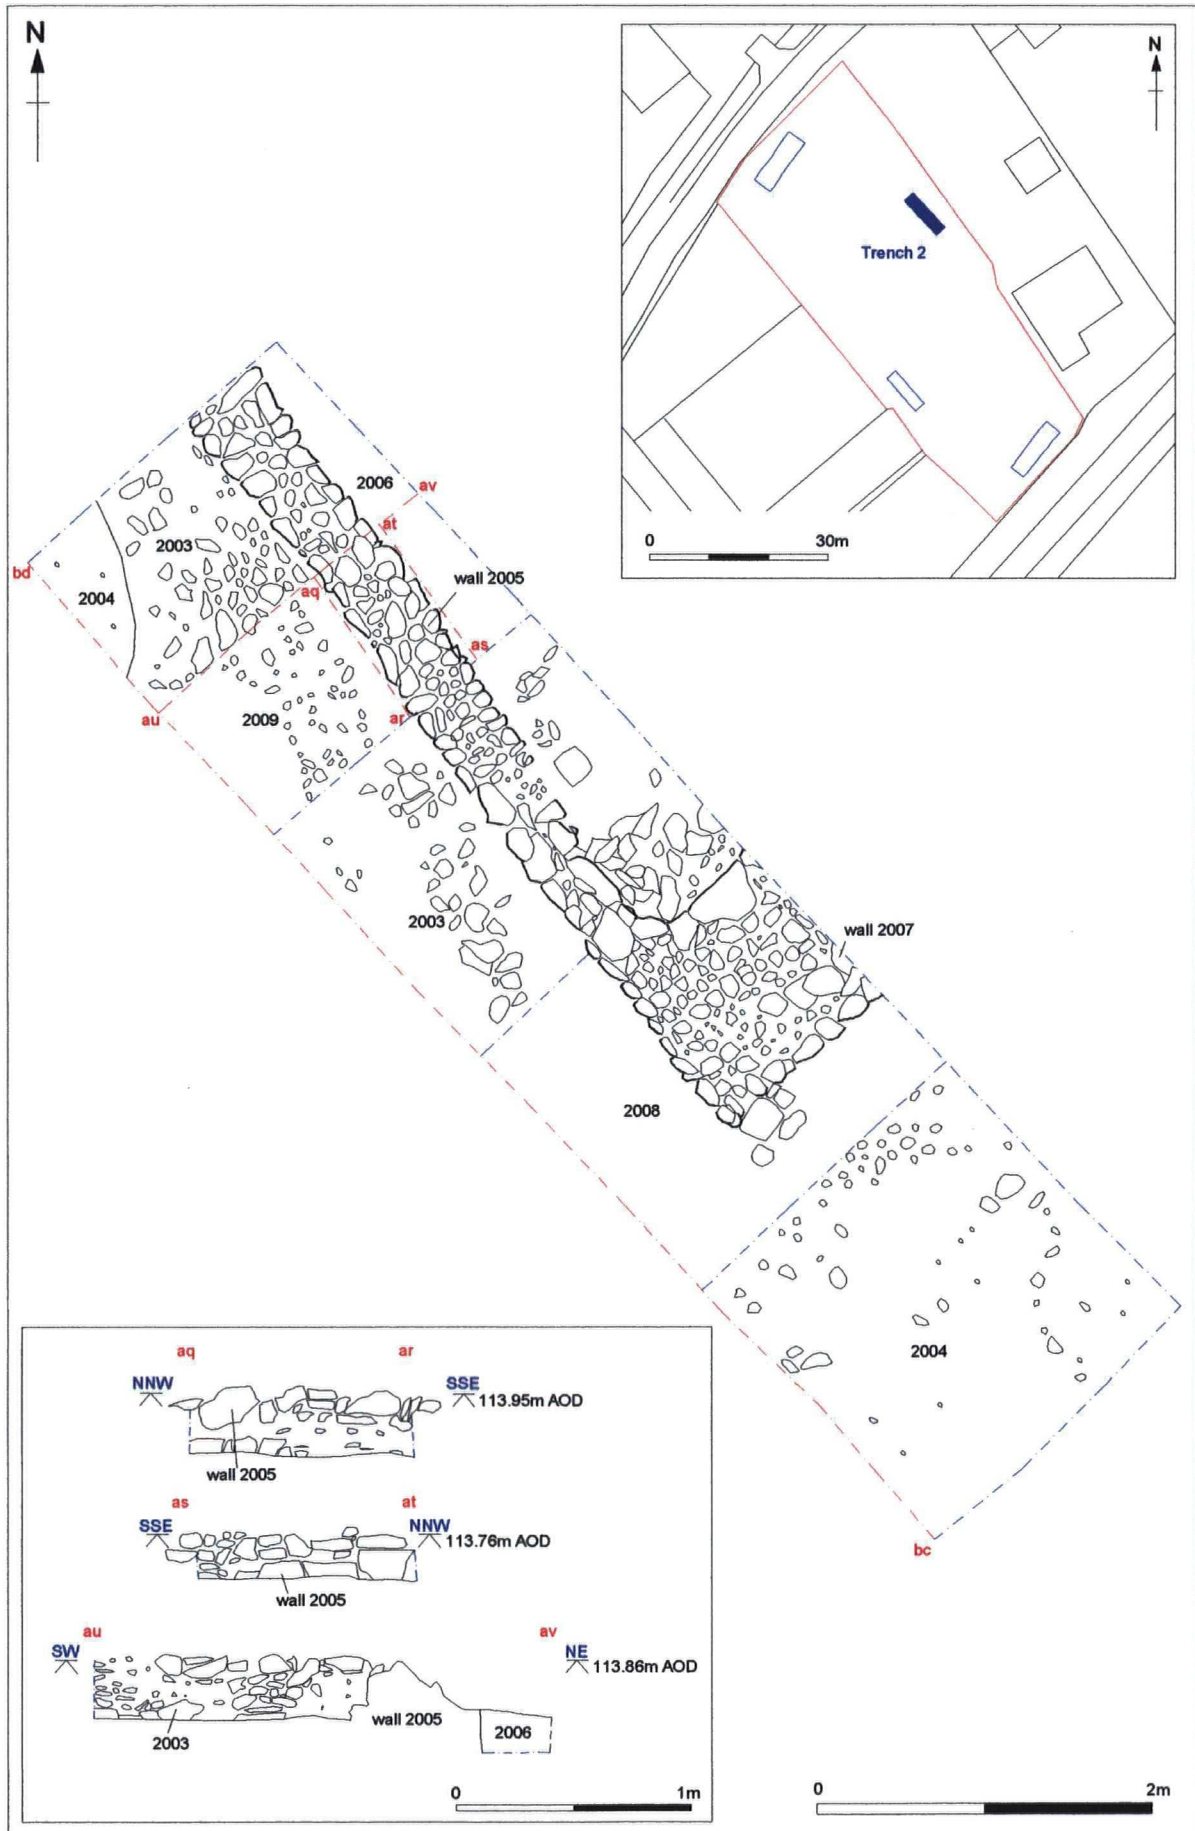 N
N
Trench 2
0 30m
2006
av
at
2003
wall 2005
bd
2004
aq
as
2009
au
ar
2003
wall 2007
2008
2004
bc
aq ar
NNW SSE 113.95m AOD
wall 2005
as at
SSE NNW 113.76m AOD
wall 2005
au av
SW NE 113.86m AOD
wall 2005
2006
2003
0 1m
0 2m